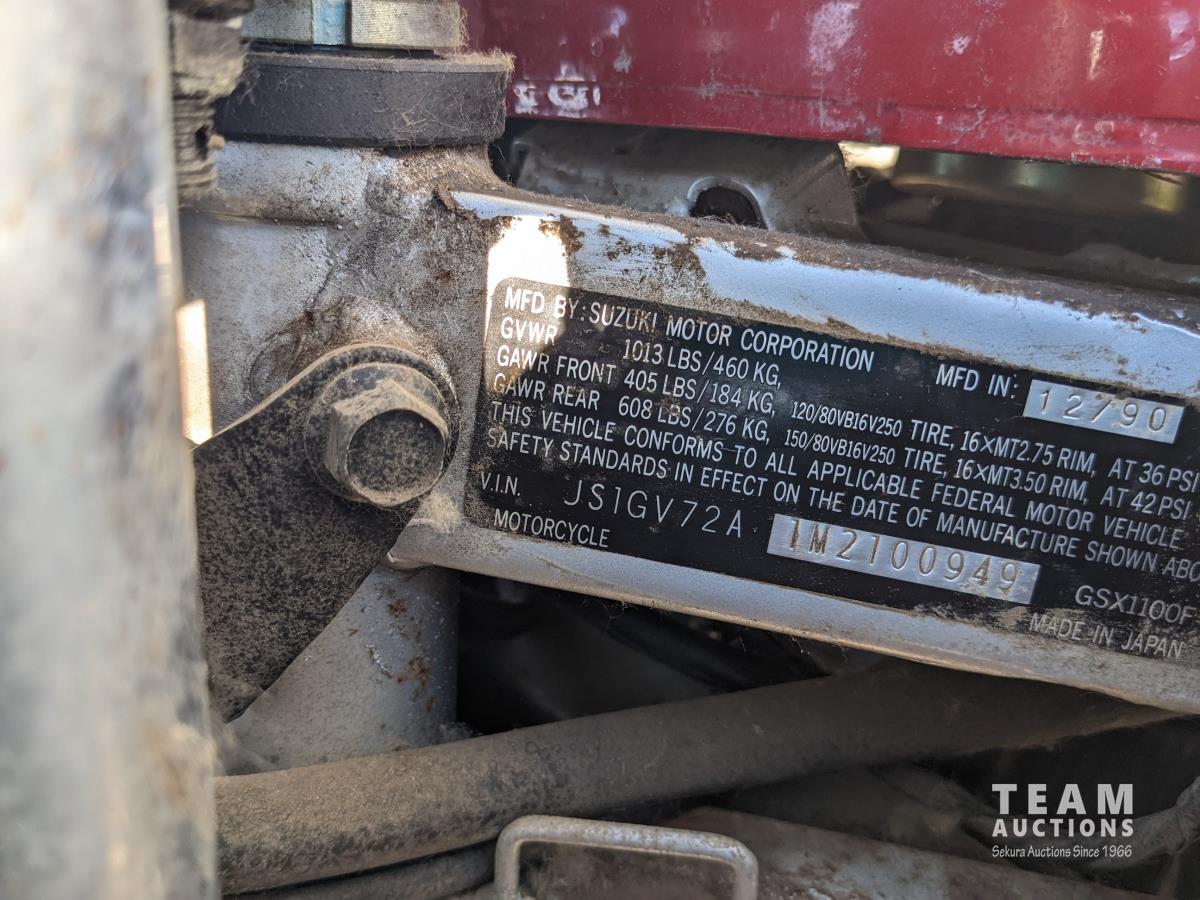 MFD BY: SUZUKI MOTOR CORPORATION MFD IN: 12/90
GVWR 1013 LBS/460 KG,
GAWR FRONT 405 LBS/184 KG, 120/80VB16V250 TIRE, 16×MT2.75 RIM, AT 36 PSI
GAWR REAR 608 LBS/276 KG, 150/80VB16V250 TIRE, 16×MT3.50 RIM, AT 42 PSI
THIS VEHICLE CONFORMS TO ALL APPLICABLE FEDERAL MOTOR VEHICLE
SAFETY STANDARDS IN EFFECT ON THE DATE OF MANUFACTURE SHOWN ABO
V.I.N. JS1GV72A 1M2100949
MOTORCYCLE GSX1100F
MADE IN JAPAN
TEAM
AUCTIONS
Sekura Auctions Since 1966